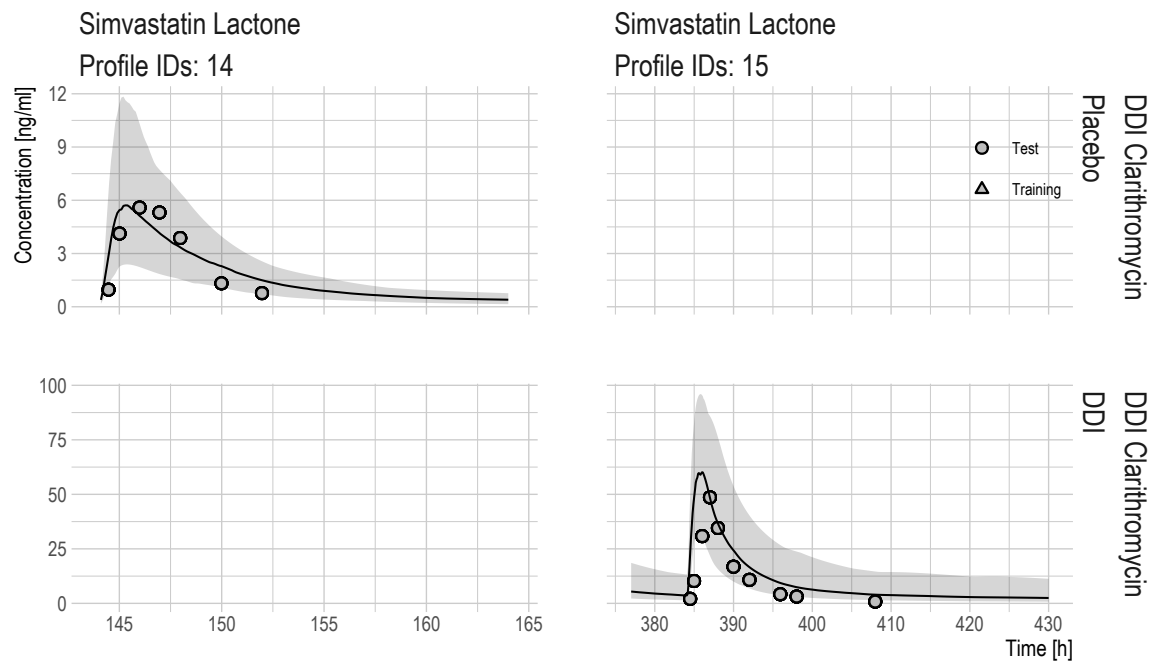 Simvastatin Lactone
Profile IDs: 14
Simvastatin Lactone
Profile IDs: 15
Concentration [ng/ml]
12
9
6
3
0
Test
Training
DDI Clarithromycin
Placebo
100
75
50
25
0
DDI Clarithromycin
DDI
145
150
155
160
165
380
390
400
410
420
430
Time [h]